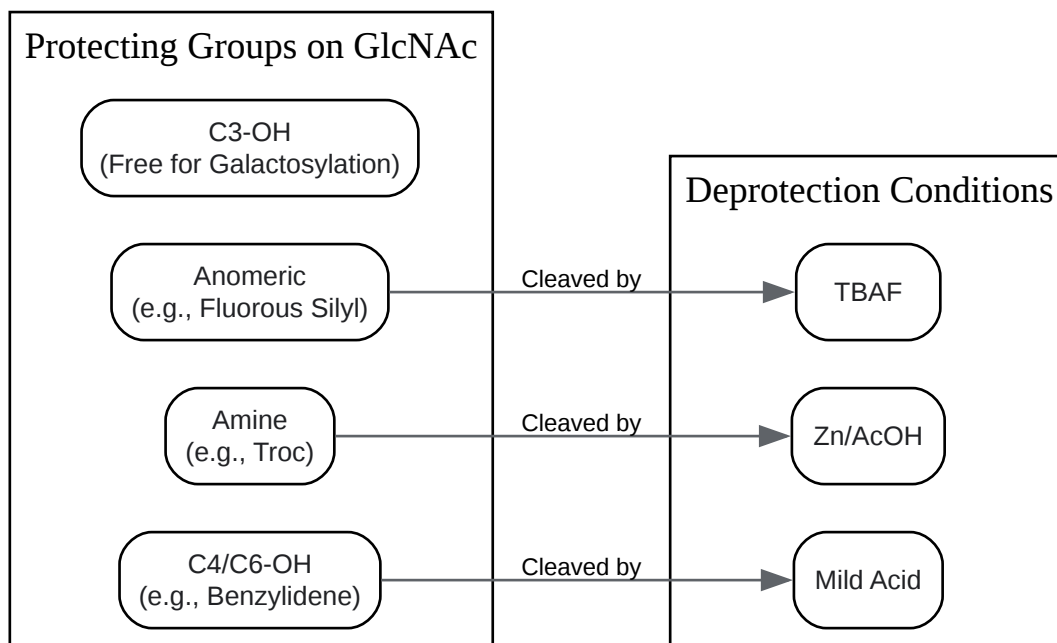 Protecting Groups on GlcNAc
C3-OH
(Free for Galactosylation)
Anomeric
(e.g., Fluorous Silyl)
Amine
(e.g., Troc)
C4/C6-OH
(e.g., Benzylidene)
Cleaved by
Cleaved by
Cleaved by
Deprotection Conditions
TBAF
Zn/AcOH
Mild Acid